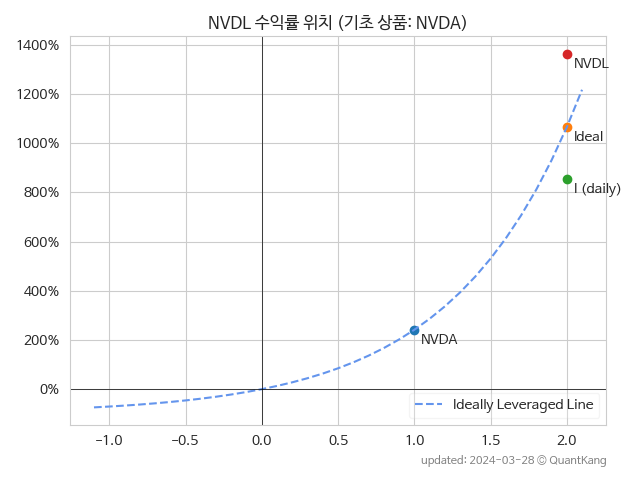 NVDL 수익률 위치 (기초 상품: NVDA)
1400%
1200%
1000%
800%
600%
400%
200%
0%
NVDL
Ideal
I (daily)
NVDA
Ideally Leveraged Line
−1.0 −0.5 0.0 0.5 1.0 1.5 2.0
updated: 2024-03-28 © QuantKang